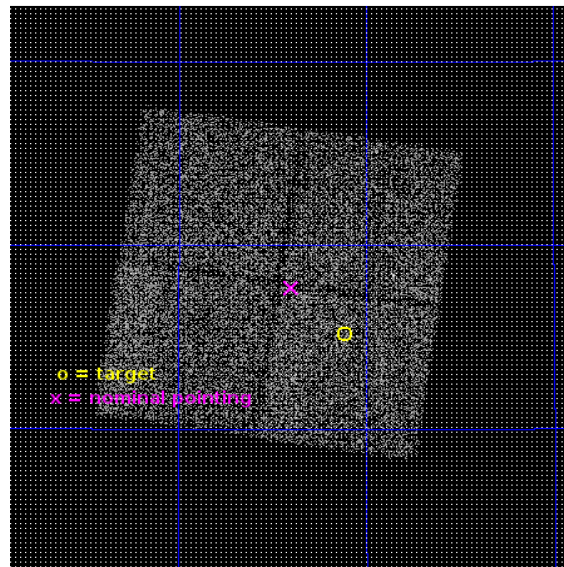 o = target
x = nominal pointing